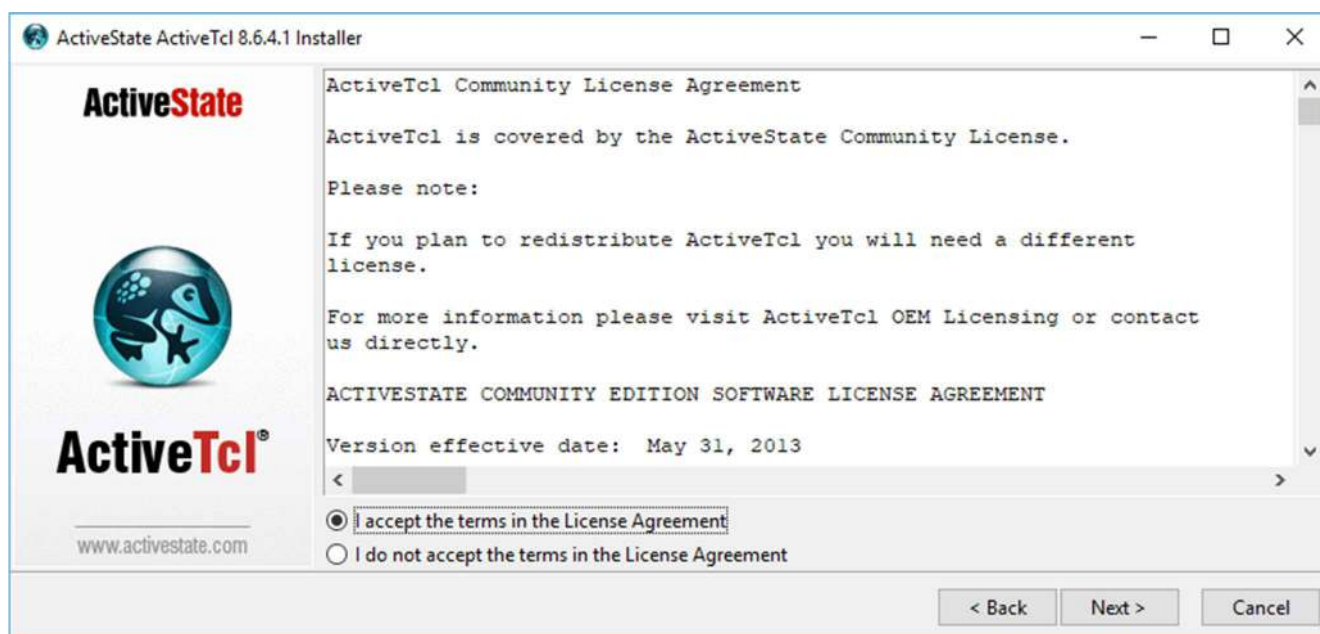 ActiveState ActiveTcl 8.6.4.1 Installer
ActiveState
ActiveTcl®
www.activestate.com
ActiveTcl Community License Agreement
ActiveTcl is covered by the ActiveState Community License.
Please note:
If you plan to redistribute ActiveTcl you will need a different
license.
For more information please visit ActiveTcl OEM Licensing or contact
us directly.
ACTIVESTATE COMMUNITY EDITION SOFTWARE LICENSE AGREEMENT
Version effective date:  May 31, 2013
I accept the terms in the License Agreement
I do not accept the terms in the License Agreement
< Back Next > Cancel